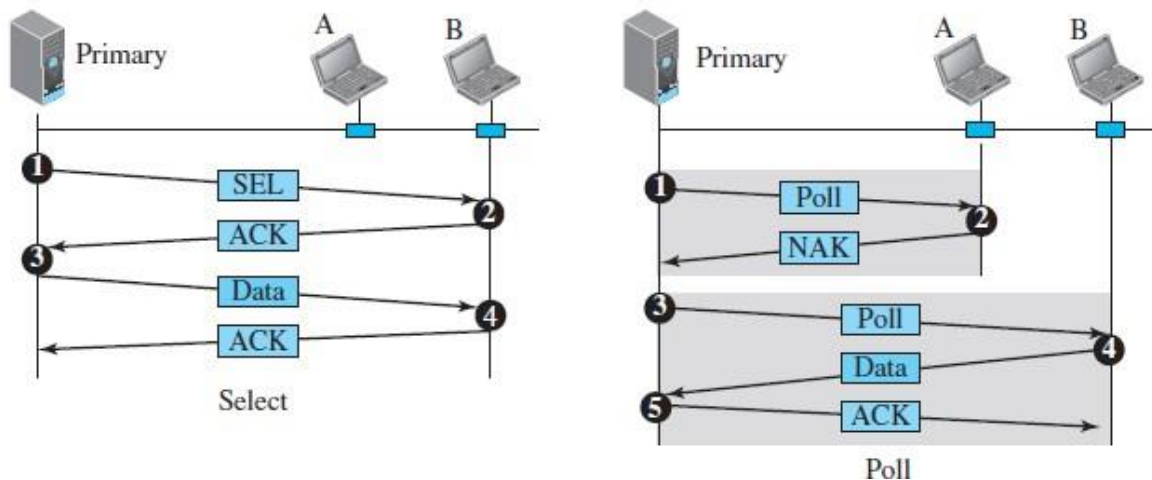 Primary
A
B
1
SEL
2
ACK
3
Data
4
ACK
Select
Primary
A
B
1
Poll
2
NAK
3
Poll
4
Data
5
ACK
Poll